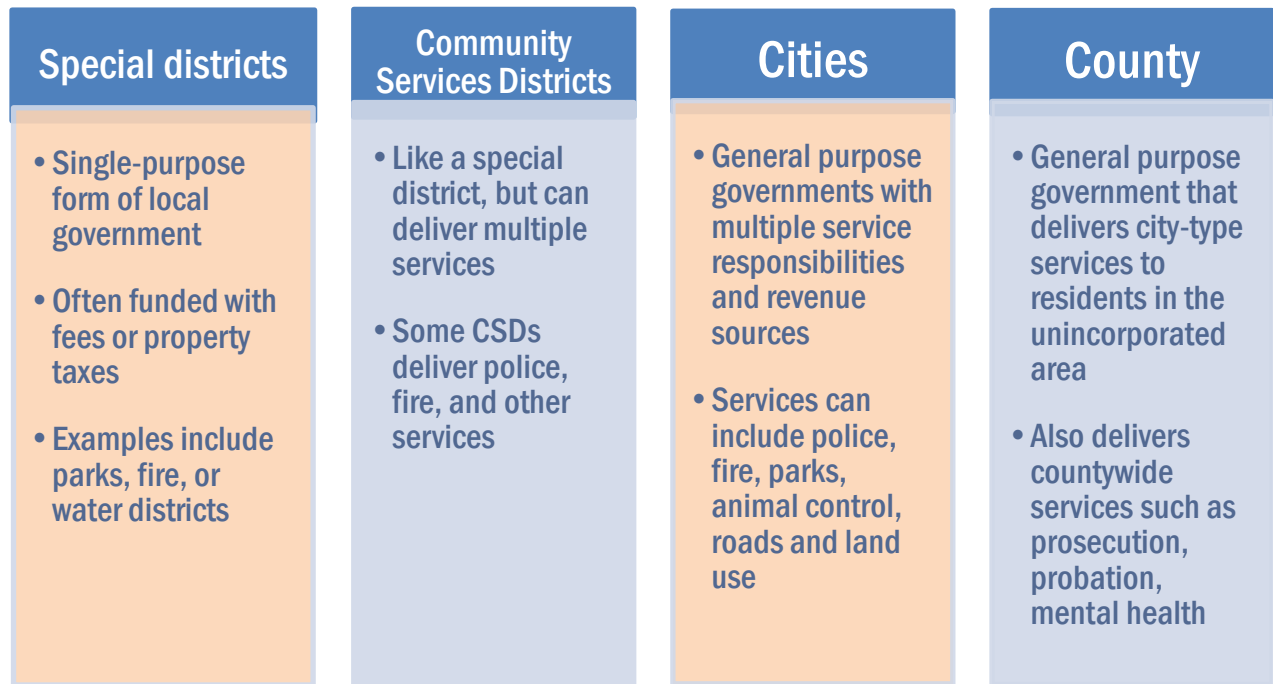 Special districts
• Single-purpose
form of local
government
• Often funded with
fees or property
taxes
• Examples include
parks, fire, or
water districts
Community
Services Districts
• Like a special
district, but can
deliver multiple
services
• Some CSDs
deliver police,
fire, and other
services
Cities
• General purpose
governments with
multiple service
responsibilities
and revenue
sources
• Services can
include police,
fire, parks,
animal control,
roads and land
use
County
• General purpose
government that
delivers city-type
services to
residents in the
unincorporated
area
• Also delivers
countywide
services such as
prosecution,
probation,
mental health